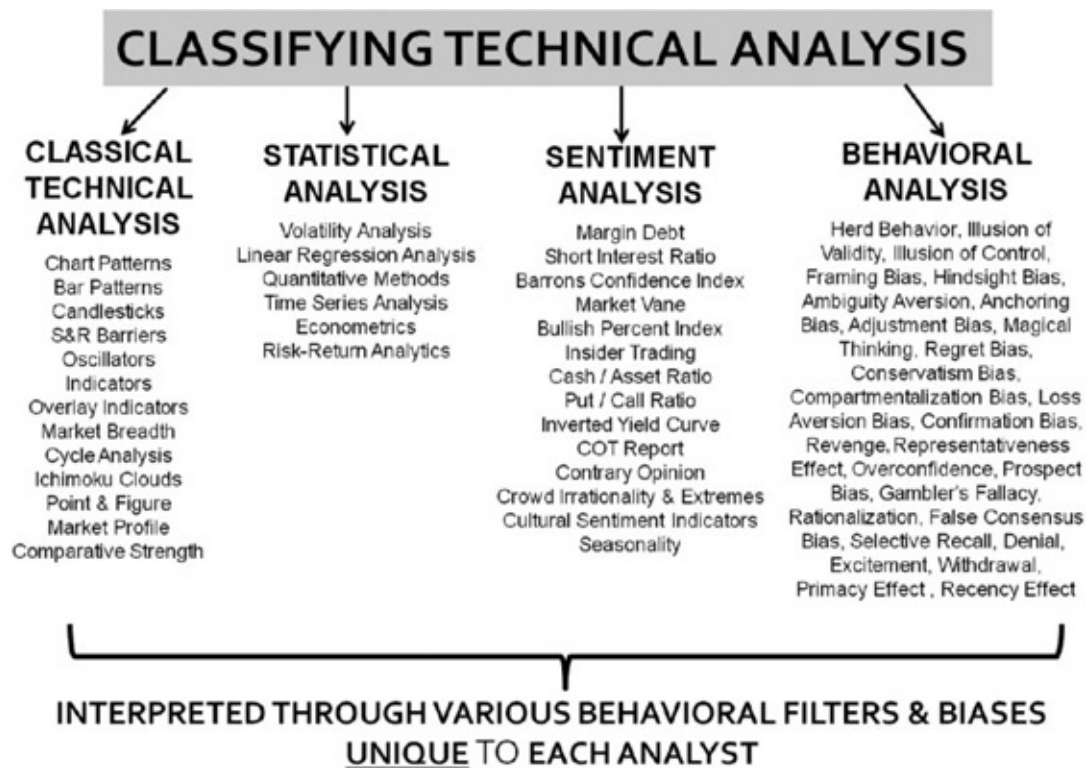 CLASSIFYING TECHNICAL ANALYSIS
CLASSICAL
TECHNICAL
ANALYSIS
Chart Patterns
Bar Patterns
Candlesticks
S&R Barriers
Oscillators
Indicators
Overlay Indicators
Market Breadth
Cycle Analysis
Ichimoku Clouds
Point & Figure
Market Profile
Comparative Strength
STATISTICAL
ANALYSIS
Volatility Analysis
Linear Regression Analysis
Quantitative Methods
Time Series Analysis
Econometrics
Risk-Return Analytics
SENTIMENT
ANALYSIS
Margin Debt
Short Interest Ratio
Barrons Confidence Index
Market Vane
Bullish Percent Index
Insider Trading
Cash / Asset Ratio
Put / Call Ratio
Inverted Yield Curve
COT Report
Contrary Opinion
Crowd Irrationality & Extremes
Cultural Sentiment Indicators
Seasonality
BEHAVIORAL
ANALYSIS
Herd Behavior, Illusion of
Validity, Illusion of Control,
Framing Bias, Hindsight Bias,
Ambiguity Aversion, Anchoring
Bias, Adjustment Bias, Magical
Thinking, Regret Bias,
Conservatism Bias,
Compartmentalization Bias, Loss
Aversion Bias, Confirmation Bias,
Revenge, Representativeness
Effect, Overconfidence, Prospect
Bias, Gambler's Fallacy,
Rationalization, False Consensus
Bias, Selective Recall, Denial,
Excitement, Withdrawal,
Primacy Effect , Recency Effect
INTERPRETED THROUGH VARIOUS BEHAVIORAL FILTERS & BIASES
UNIQUE TO EACH ANALYST